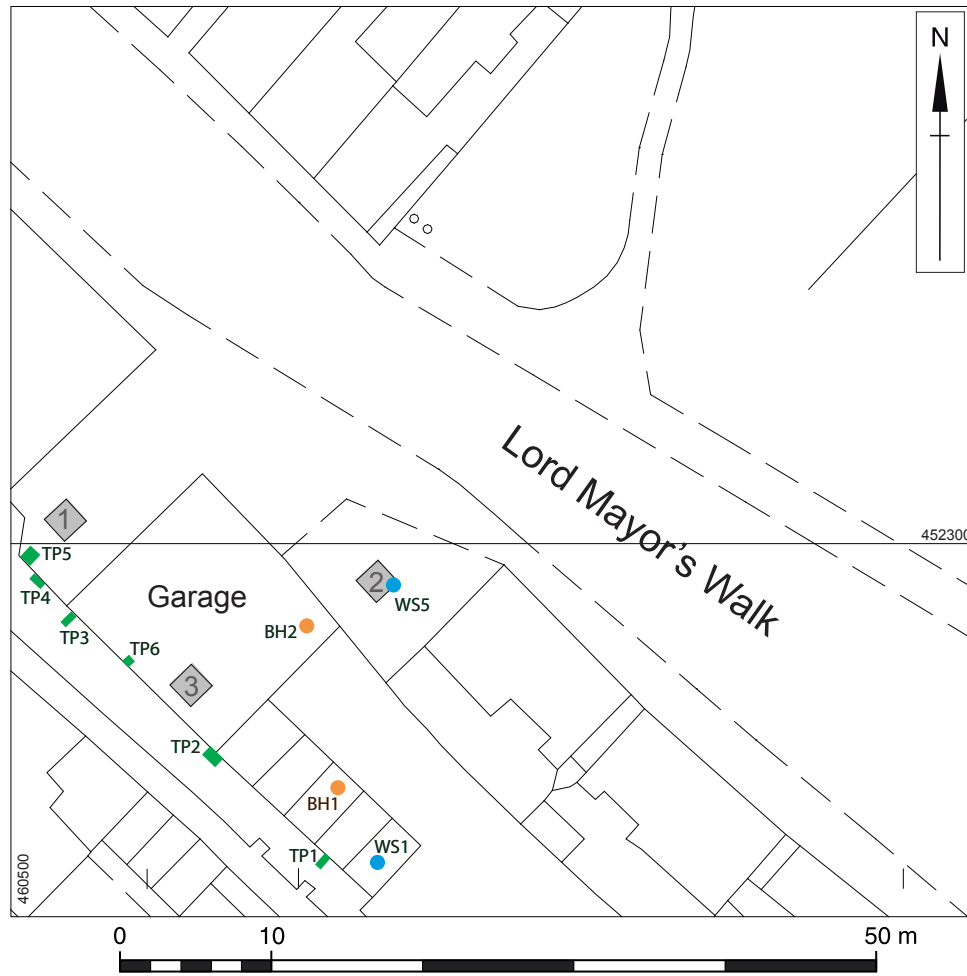 N
Lord Mayor's Walk
1
452300
TP5
2
TP4
Garage
WS5
TP3
BH2
TP6
3
TP2
BH1
WS1
TP1
460500
0 10 50 m